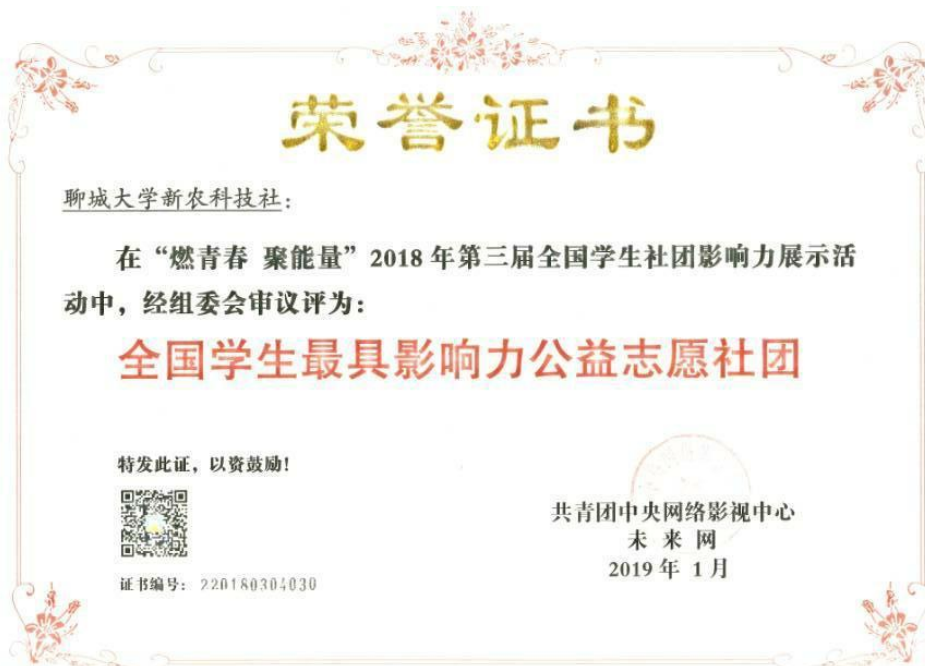 荣誉证书
聊城大学新农科技社：
在“燃青春 聚能量”2018年第三届全国学生社团影响力展示活
动中，经组委会审议评为：
全国学生最具影响力公益志愿社团
特发此证，以资鼓励！
共青团中央网络影视中心
未来网
2019年 1月
证书编号： 220180304030